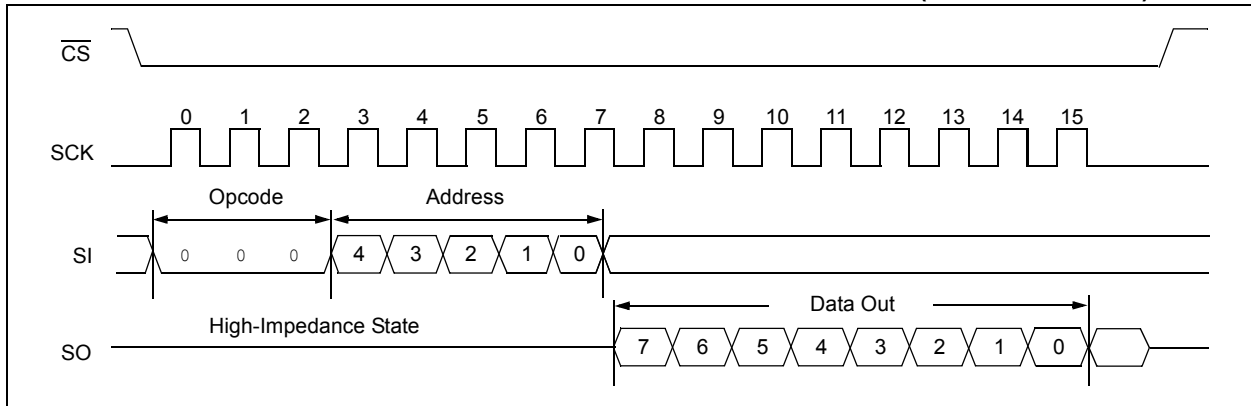 CS
0 1 2 3 4 5 6 7 8 9 10 11 12 13 14 15
SCK
Opcode Address
SI 0 0 0 4 3 2 1 0
Data Out
High-Impedance State
SO 7 6 5 4 3 2 1 0